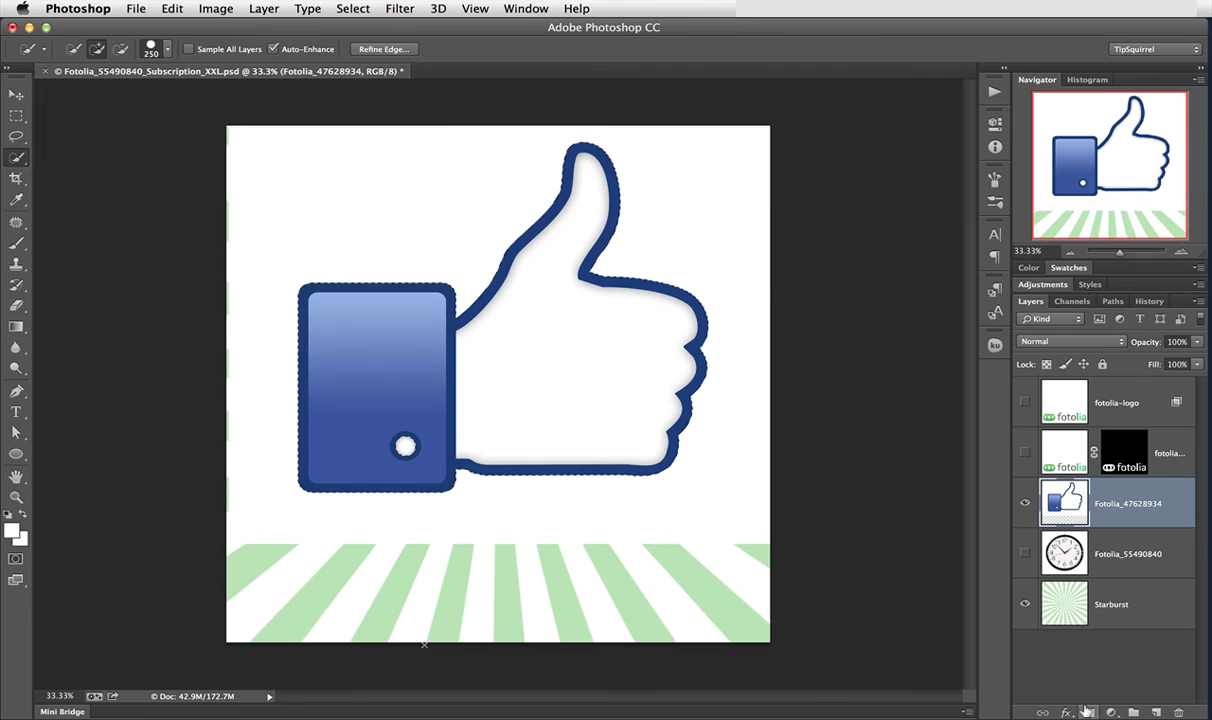 Photoshop File Edit Image Layer Type Select Filter 3D View Window Help
Adobe Photoshop CC
250 Sample All Layers Auto-Enhance Refine Edge... TipSquirrel
© Fotolia_55490840_Subscription_XXL.psd @ 33.3% (Fotolia_47628934, RGB/8) *
Navigator Histogram
33.33%
Color Swatches
Adjustments Styles
Layers Channels Paths History
Kind
Normal Opacity: 100%
Lock: Fill: 100%
fotolia-logo
fotolia
fotolia fotolia fotolia...
Fotolia_47628934
Fotolia_55490840
Starburst
ku
33.33% © Doc: 42.9M/172.7M
Mini Bridge
fx